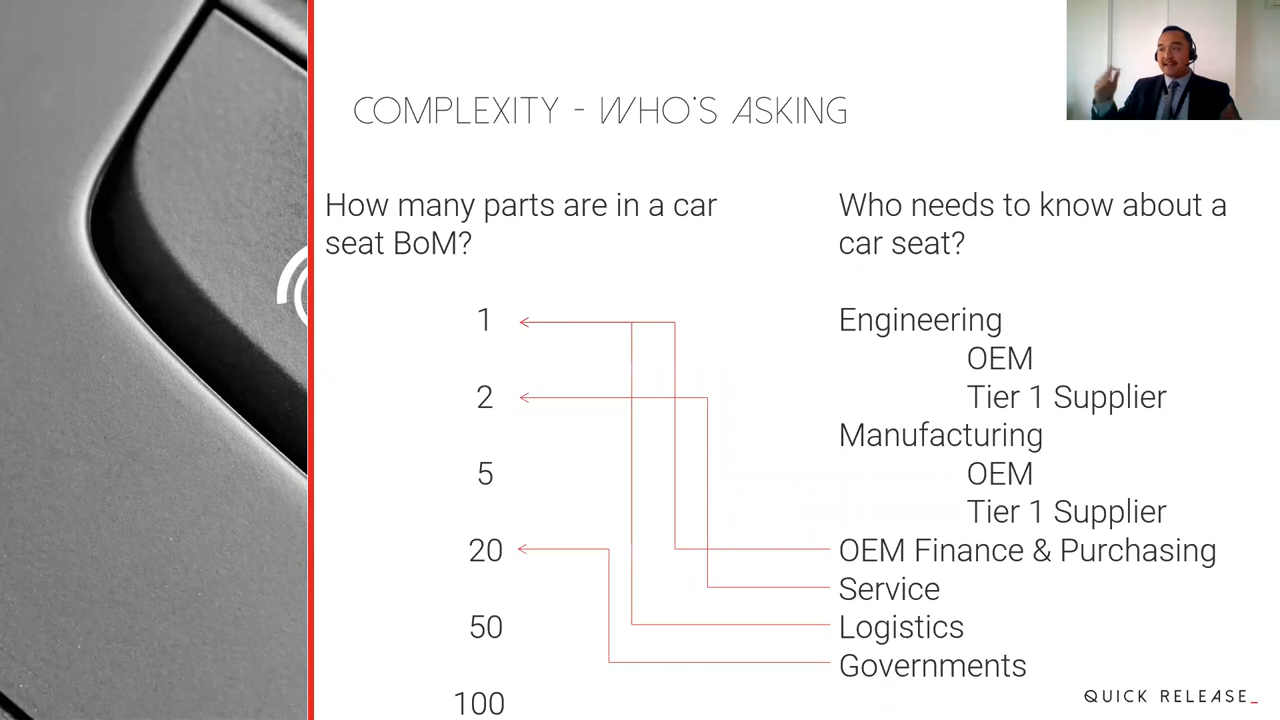 COMPLEXITY - WHO'S ASKING
How many parts are in a car
seat BoM?
1
2
5
20
50
100
Who needs to know about a
car seat?
Engineering
OEM
Tier 1 Supplier
Manufacturing
OEM
Tier 1 Supplier
OEM Finance & Purchasing
Service
Logistics
Governments
QUICK RELEASE_